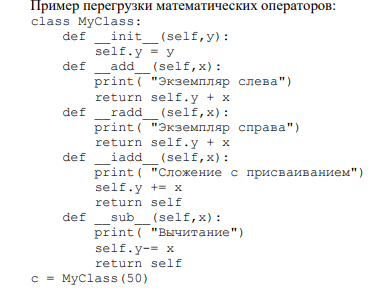 Пример перегрузки математических операторов:
class MyClass:
    def __init__(self,y):
        self.y = y
    def __add__(self,x):
        print( "Экземпляр слева")
        return self.y + x
    def __radd__(self,x):
        print( "Экземпляр справа")
        return self.y + x
    def __iadd__(self,x):
        print( "Сложение с присваиванием")
        self.y += x
        return self
    def __sub__(self,x):
        print( "Вычитание")
        self.y-= x
        return self
c = MyClass(50)